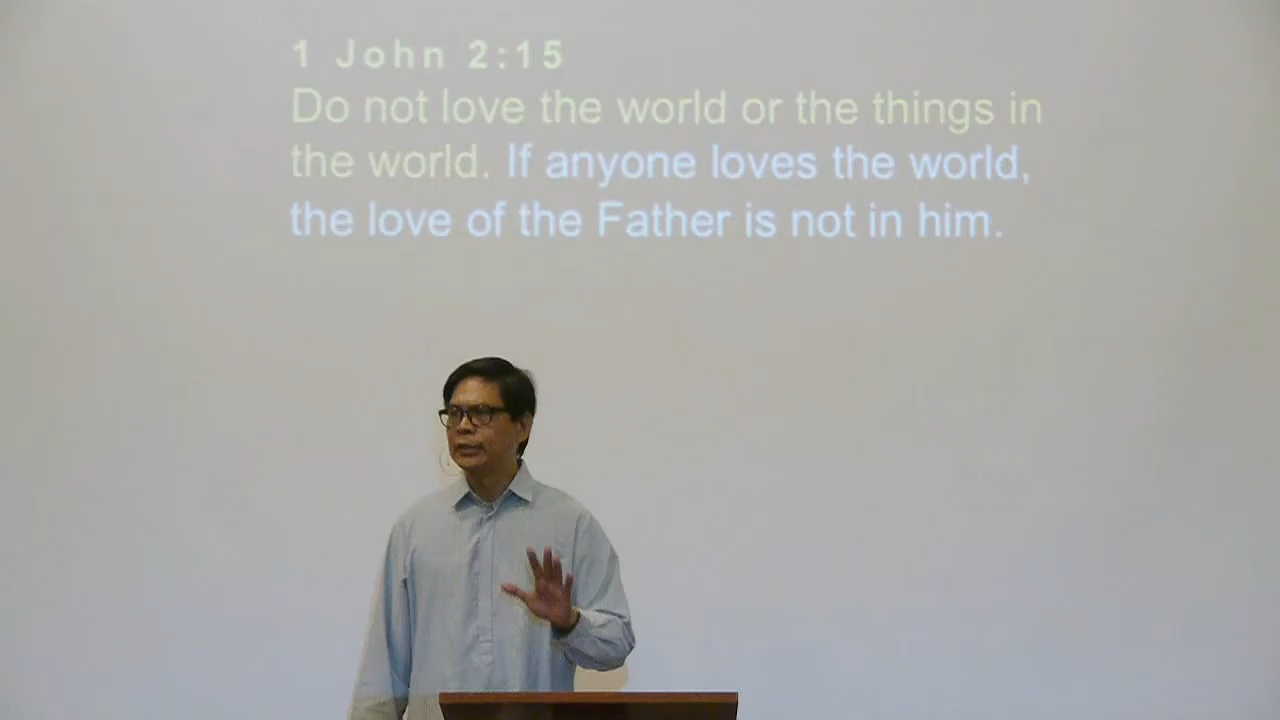 1 John 2:15
Do not love the world or the things in
the world. If anyone loves the world,
the love of the Father is not in him.